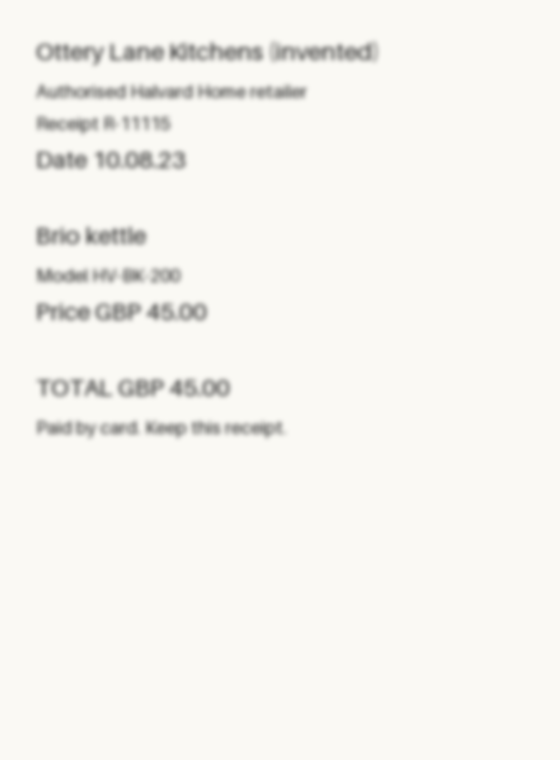 Ottery Lane Kitchens (invented)
Authorised Halvard Home retailer
Receipt R-11115
Date 10.08.23
Brio kettle
Model HV-BK-200
Price GBP 45.00
TOTAL GBP 45.00
Paid by card. Keep this receipt.